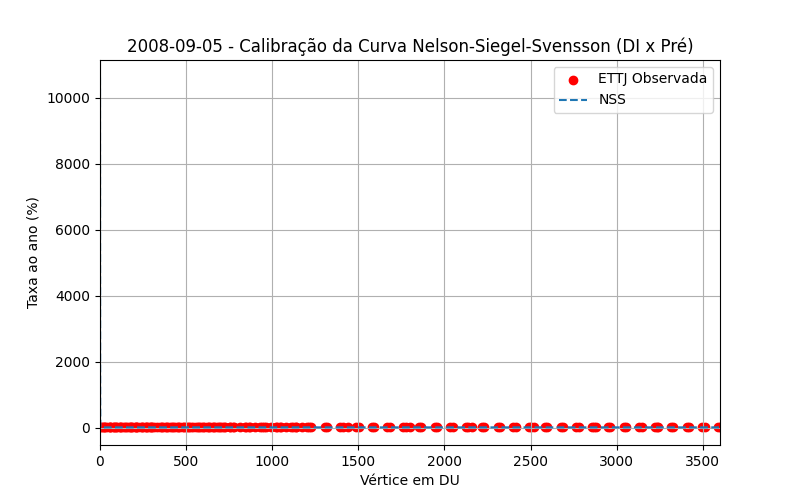 2008-09-05 - Calibração da Curva Nelson-Siegel-Svensson (DI x Pré)
ETTJ Observada
NSS
Taxa ao ano (%)
10000
8000
6000
4000
2000
0
0 500 1000 1500 2000 2500 3000 3500
Vértice em DU